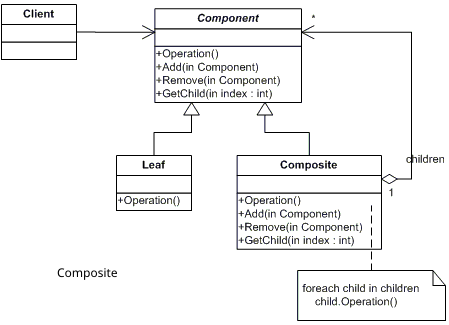 Client
Component
*
+Operation()
+Add(in Component)
+Remove(in Component)
+GetChild(in index : int)
children
Leaf
+Operation()
Composite
1
+Operation()
+Add(in Component)
+Remove(in Component)
+GetChild(in index : int)
Composite
foreach child in children
child.Operation()